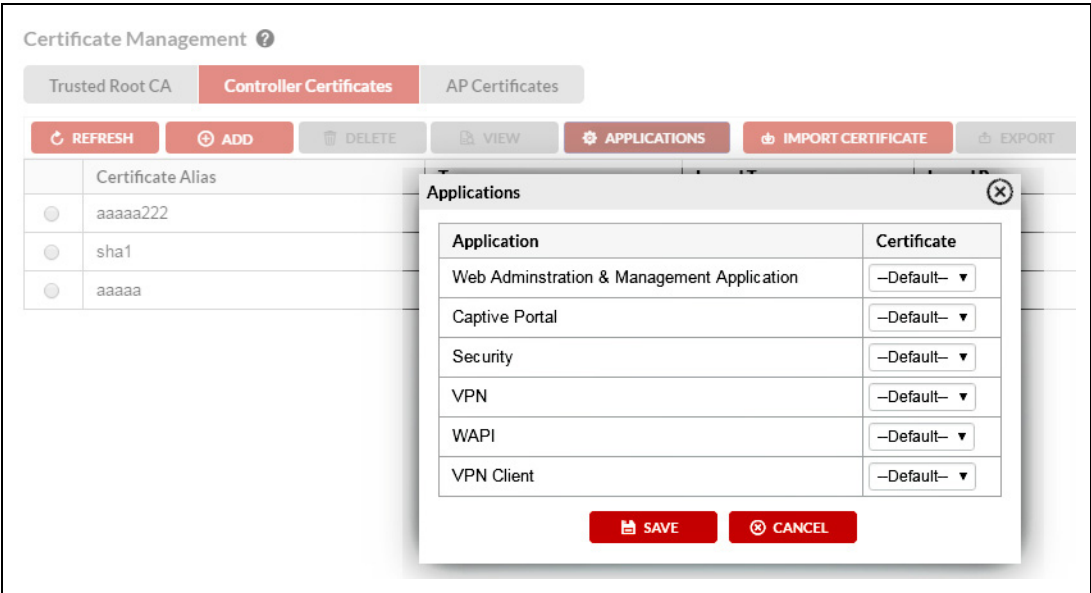 Certificate Management ?
Trusted Root CA Controller Certificates AP Certificates
REFRESH ADD DELETE VIEW APPLICATIONS IMPORT CERTIFICATE EXPORT
Certificate Alias
aaaaa222
sha1
aaaaa
Applications
Application Certificate
Web Adminstration & Management Application --Default--
Captive Portal --Default--
Security --Default--
VPN --Default--
WAPI --Default--
VPN Client --Default--
SAVE CANCEL